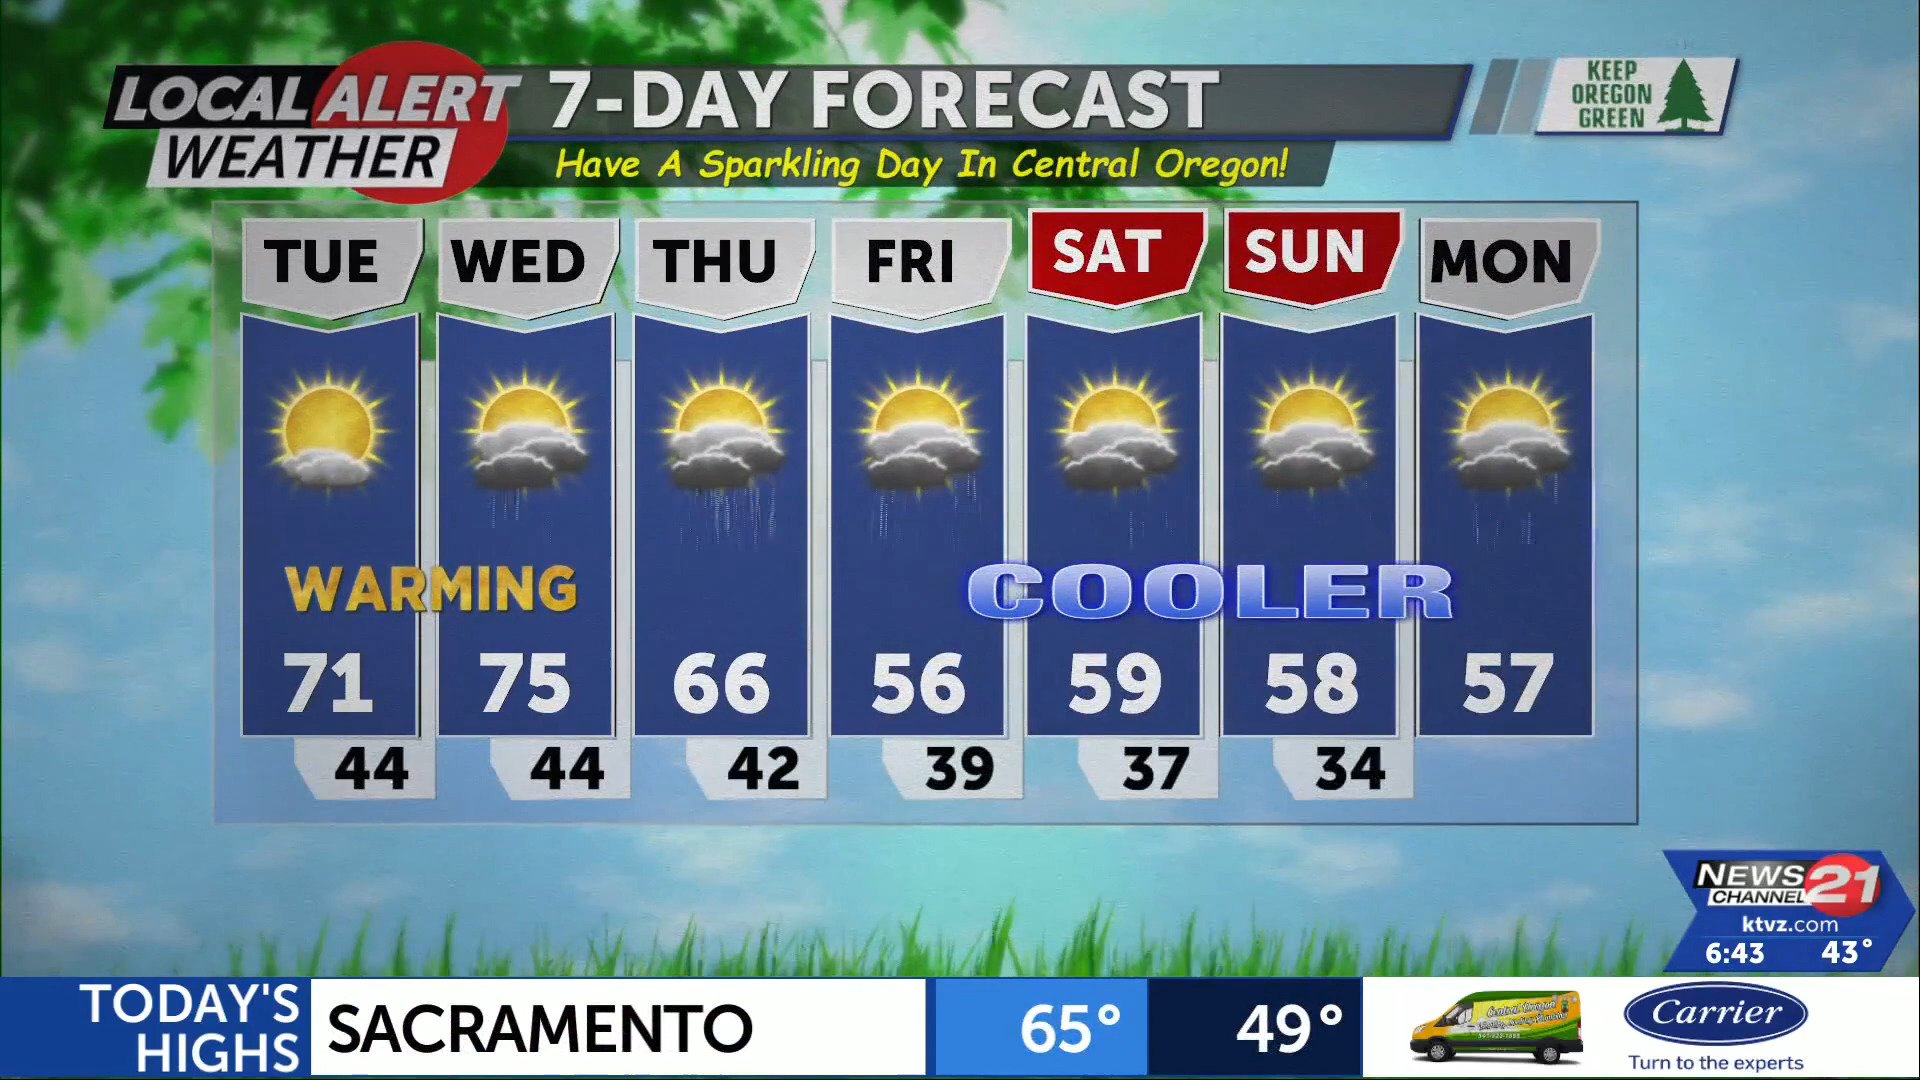 LOCAL ALERT
WEATHER
7-DAY FORECAST
Have A Sparkling Day In Central Oregon!
KEEP
OREGON
GREEN
TUE WED THU FRI SAT SUN MON
WARMING
COOLER
71 75 66 56 59 58 57
44 44 42 39 37 34
NEWS
CHANNEL
21
ktvz.com
6:43 43°
TODAY'S
HIGHS
SACRAMENTO 65° 49°
Central Oregon
Carrier
Turn to the experts